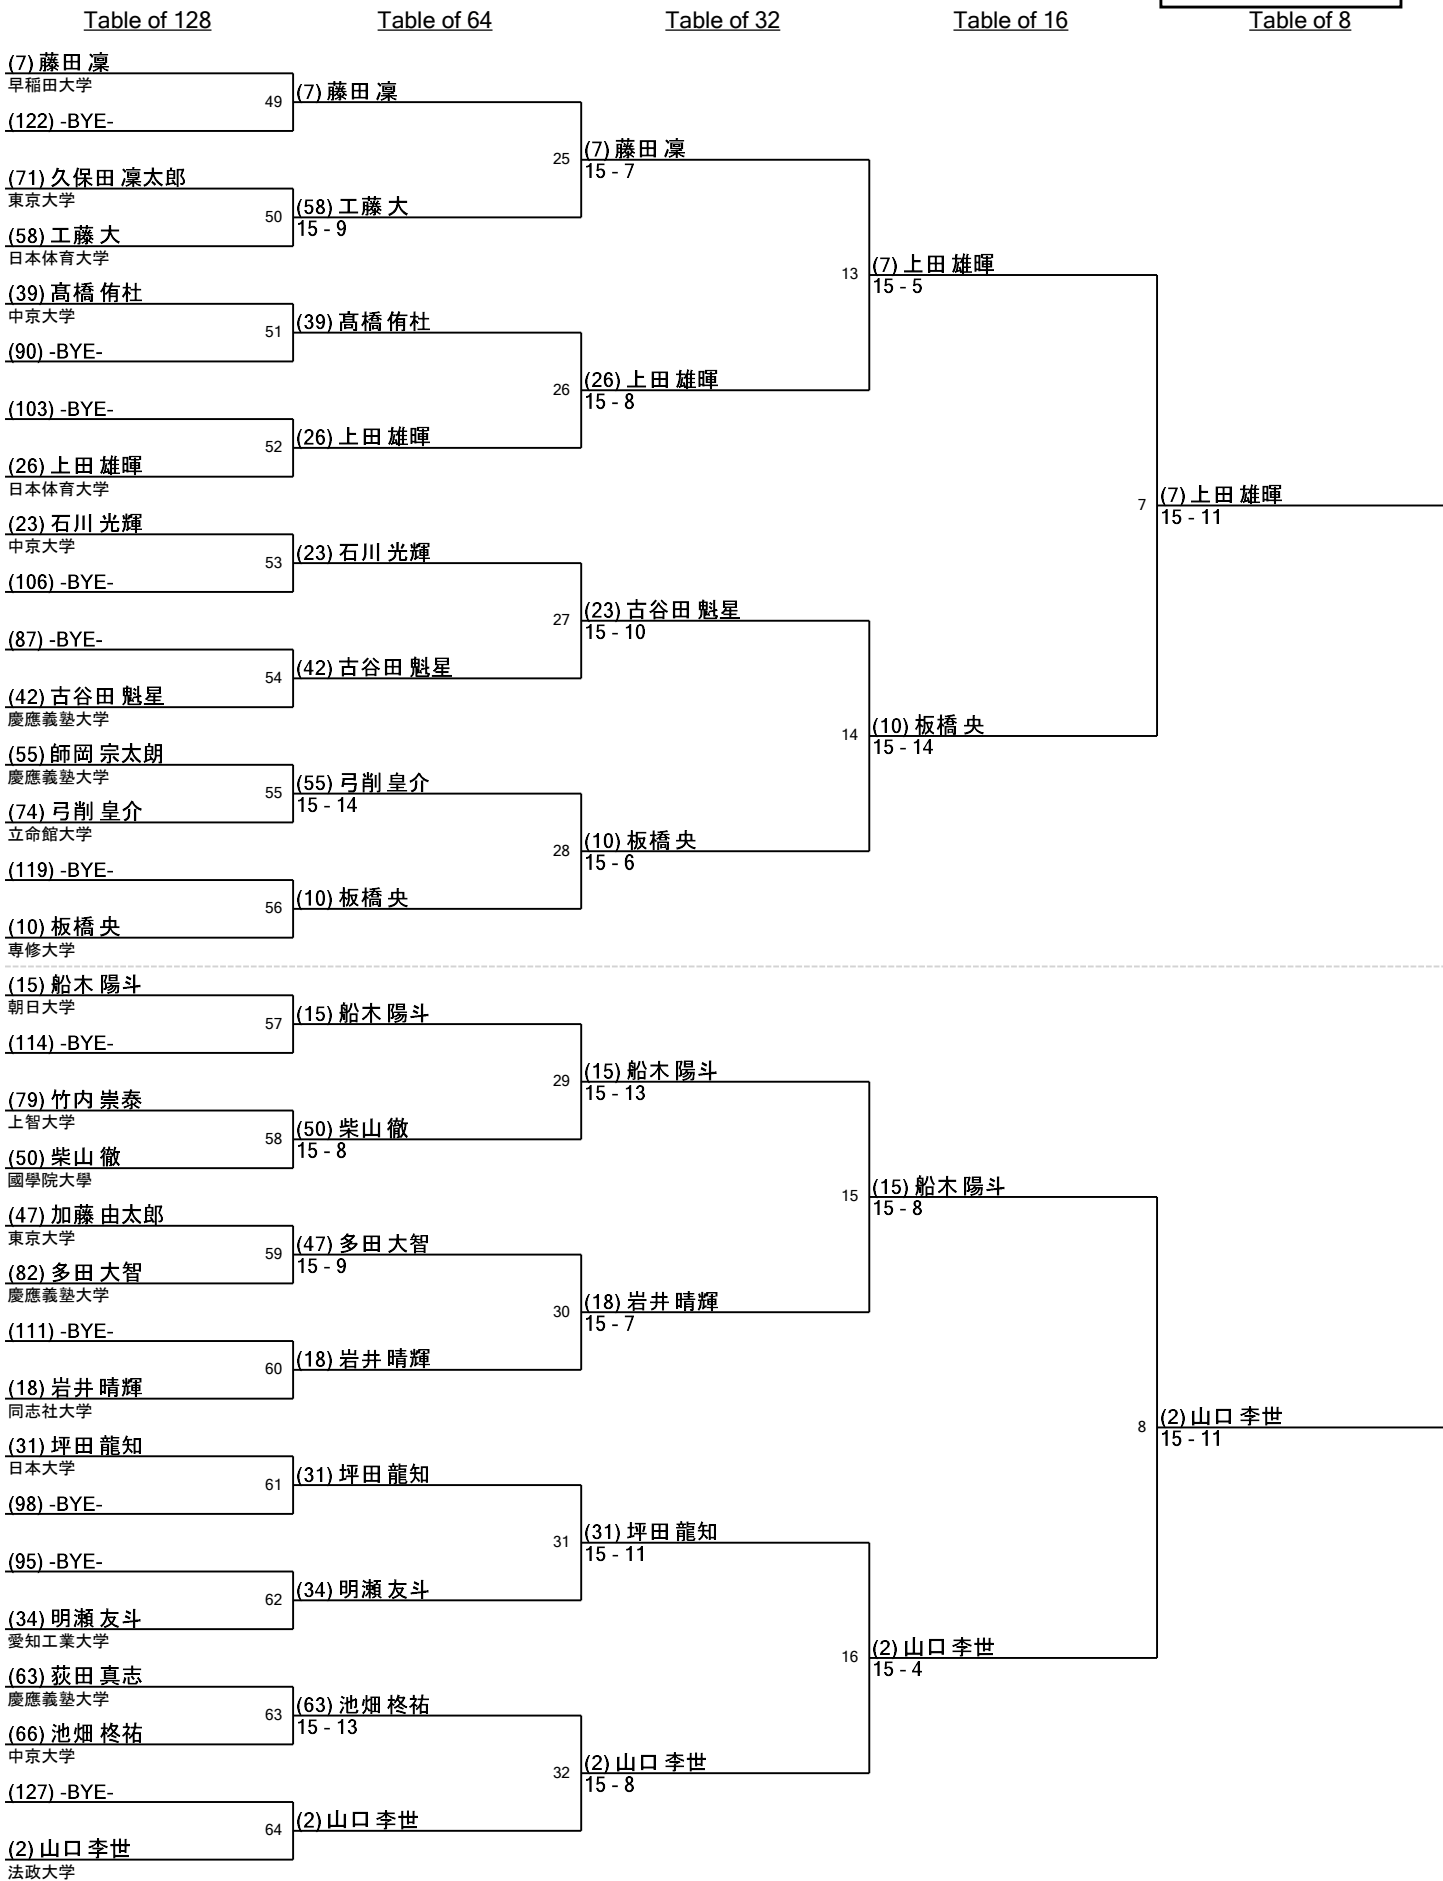 Table of 128
Table of 64
Table of 32
Table of 16
Table of 8
(7) 藤田 凜
早稲田大学
49
(122) -BYE-
(71) 久保田 凜太郎
東京大学
50
(58) 工藤 大
日本体育大学
(39) 髙橋 侑杜
中京大学
51
(90) -BYE-
(103) -BYE-
52
(26) 上田 雄暉
日本体育大学
(23) 石川 光輝
中京大学
53
(106) -BYE-
(87) -BYE-
54
(42) 古谷田 魁星
慶應義塾大学
(55) 師岡 宗太朗
慶應義塾大学
55
(74) 弓削 皇介
立命館大学
(119) -BYE-
56
(10) 板橋 央
専修大学
(15) 船木 陽斗
朝日大学
57
(114) -BYE-
(79) 竹内 崇泰
上智大学
58
(50) 柴山 徹
國學院大學
(47) 加藤 由太郎
東京大学
59
(82) 多田 大智
慶應義塾大学
(111) -BYE-
60
(18) 岩井 晴輝
同志社大学
(31) 坪田 龍知
日本大学
61
(98) -BYE-
(95) -BYE-
62
(34) 明瀬 友斗
愛知工業大学
(63) 荻田 真志
慶應義塾大学
63
(66) 池畑 柊祐
中京大学
(127) -BYE-
64
(2) 山口 李世
法政大学
(7) 藤田 凜
25
(58) 工藤 大
15 - 9
(39) 髙橋 侑杜
26
(26) 上田 雄暉
(23) 石川 光輝
27
(42) 古谷田 魁星
(55) 弓削 皇介
15 - 14
28
(10) 板橋 央
(15) 船木 陽斗
29
(50) 柴山 徹
15 - 8
(47) 多田 大智
15 - 9
30
(18) 岩井 晴輝
(31) 坪田 龍知
31
(34) 明瀬 友斗
(63) 池畑 柊祐
15 - 13
32
(2) 山口 李世
(7) 藤田 凜
15 - 7
13
(26) 上田 雄暉
15 - 8
(23) 古谷田 魁星
15 - 10
14
(10) 板橋 央
15 - 6
(15) 船木 陽斗
15 - 13
15
(18) 岩井 晴輝
15 - 7
(31) 坪田 龍知
15 - 11
16
(2) 山口 李世
15 - 8
(7) 上田 雄暉
15 - 5
7
(10) 板橋 央
15 - 14
(15) 船木 陽斗
15 - 8
8
(2) 山口 李世
15 - 4
(7) 上田 雄暉
15 - 11
(2) 山口 李世
15 - 11